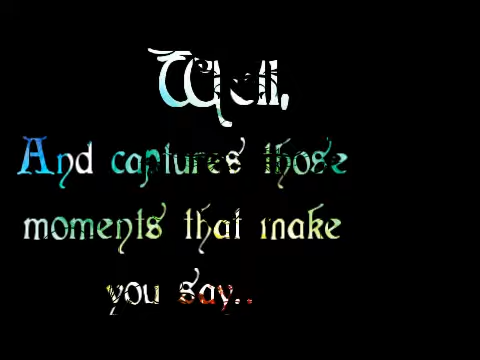 Well,
And captures those
moments that make
you say..